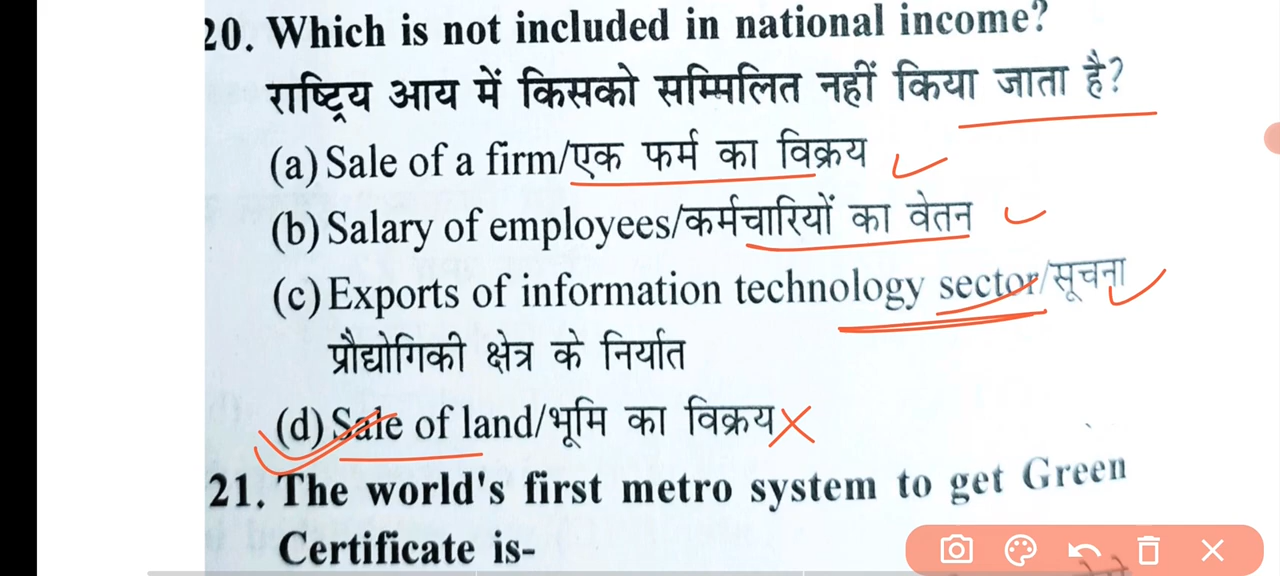 20. Which is not included in national income?
राष्ट्रिय आय में किसको सम्मिलित नहीं किया जाता है?
(a) Sale of a firm/एक फर्म का विक्रय
(b) Salary of employees/कर्मचारियों का वेतन
(c) Exports of information technology sector/सूचना
प्रौद्योगिकी क्षेत्र के निर्यात
(d) Sale of land/भूमि का विक्रय
21. The world's first metro system to get Green
Certificate is-